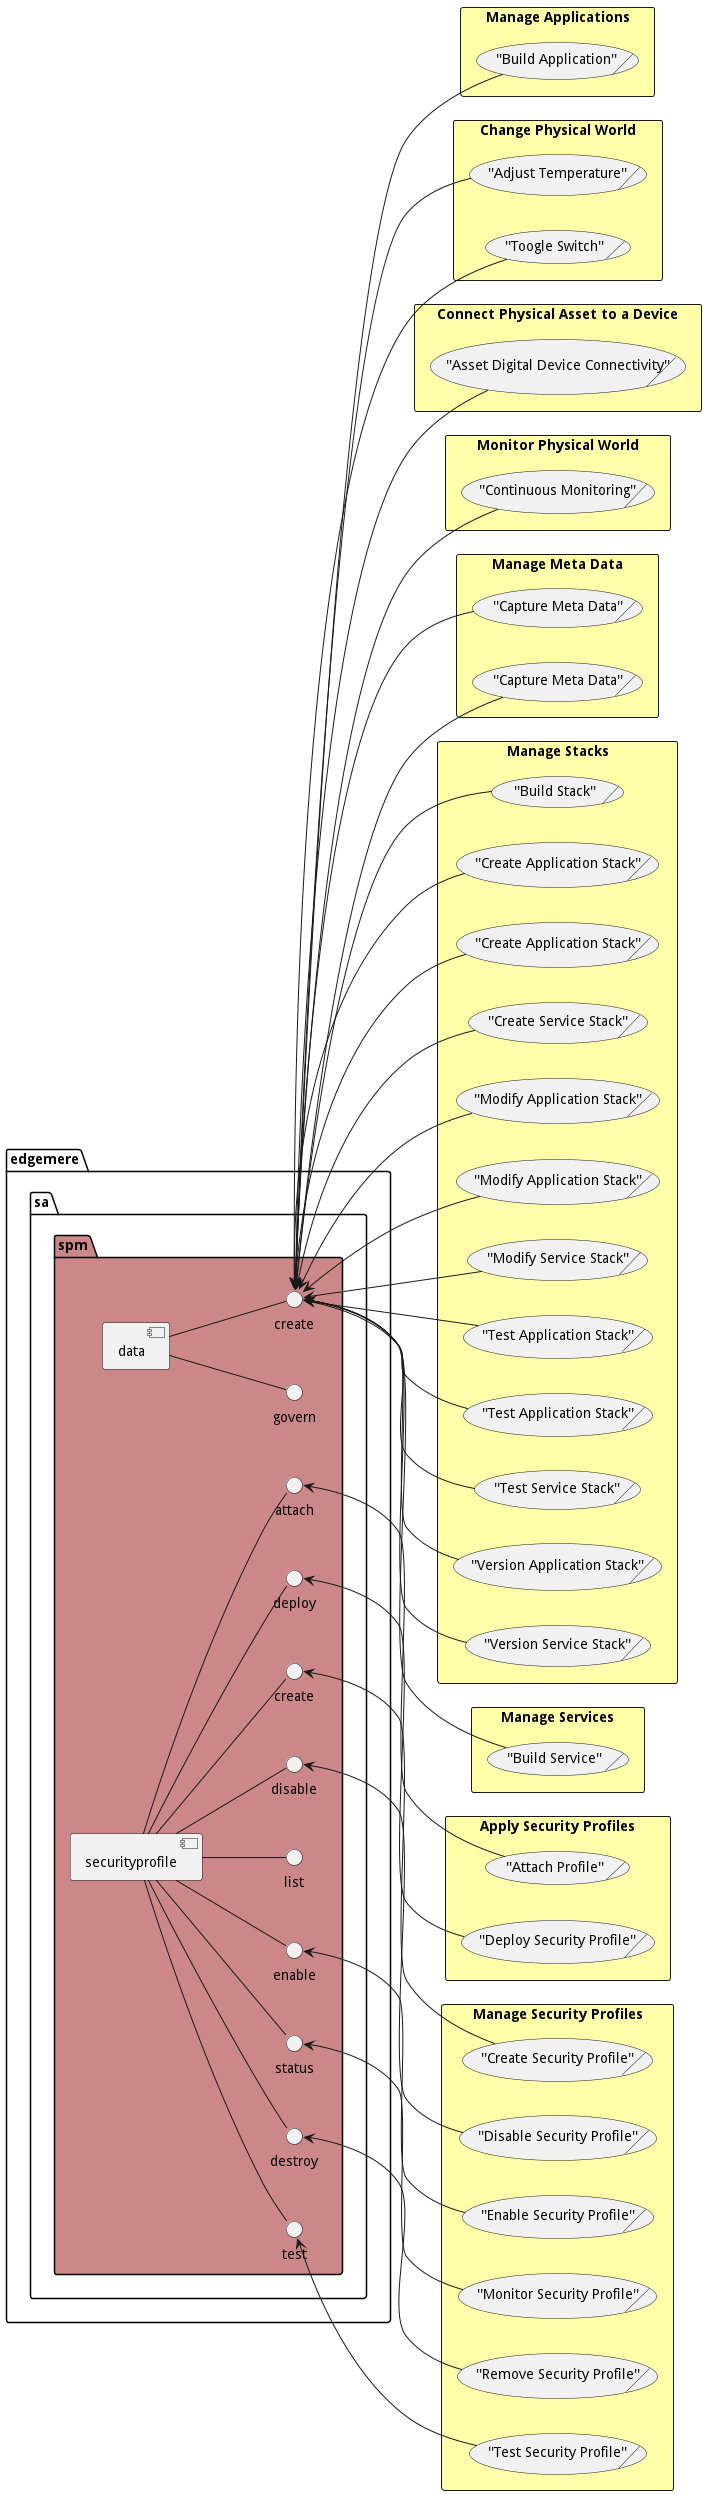 Manage Applications
"Build Application"
Change Physical World
"Adjust Temperature"
"Toogle Switch"
Connect Physical Asset to a Device
"Asset Digital Device Connectivity"
Monitor Physical World
"Continuous Monitoring"
Manage Meta Data
"Capture Meta Data"
"Capture Meta Data"
Manage Stacks
"Build Stack"
"Create Application Stack"
"Create Application Stack"
"Create Service Stack"
"Modify Application Stack"
"Modify Application Stack"
"Modify Service Stack"
"Test Application Stack"
"Test Application Stack"
"Test Service Stack"
"Version Application Stack"
"Version Service Stack"
Manage Services
"Build Service"
Apply Security Profiles
"Attach Profile"
"Deploy Security Profile"
Manage Security Profiles
"Create Security Profile"
"Disable Security Profile"
"Enable Security Profile"
"Monitor Security Profile"
"Remove Security Profile"
"Test Security Profile"
edgemere
sa
spm
data
create
govern
attach
deploy
create
disable
securityprofile
list
enable
status
destroy
test